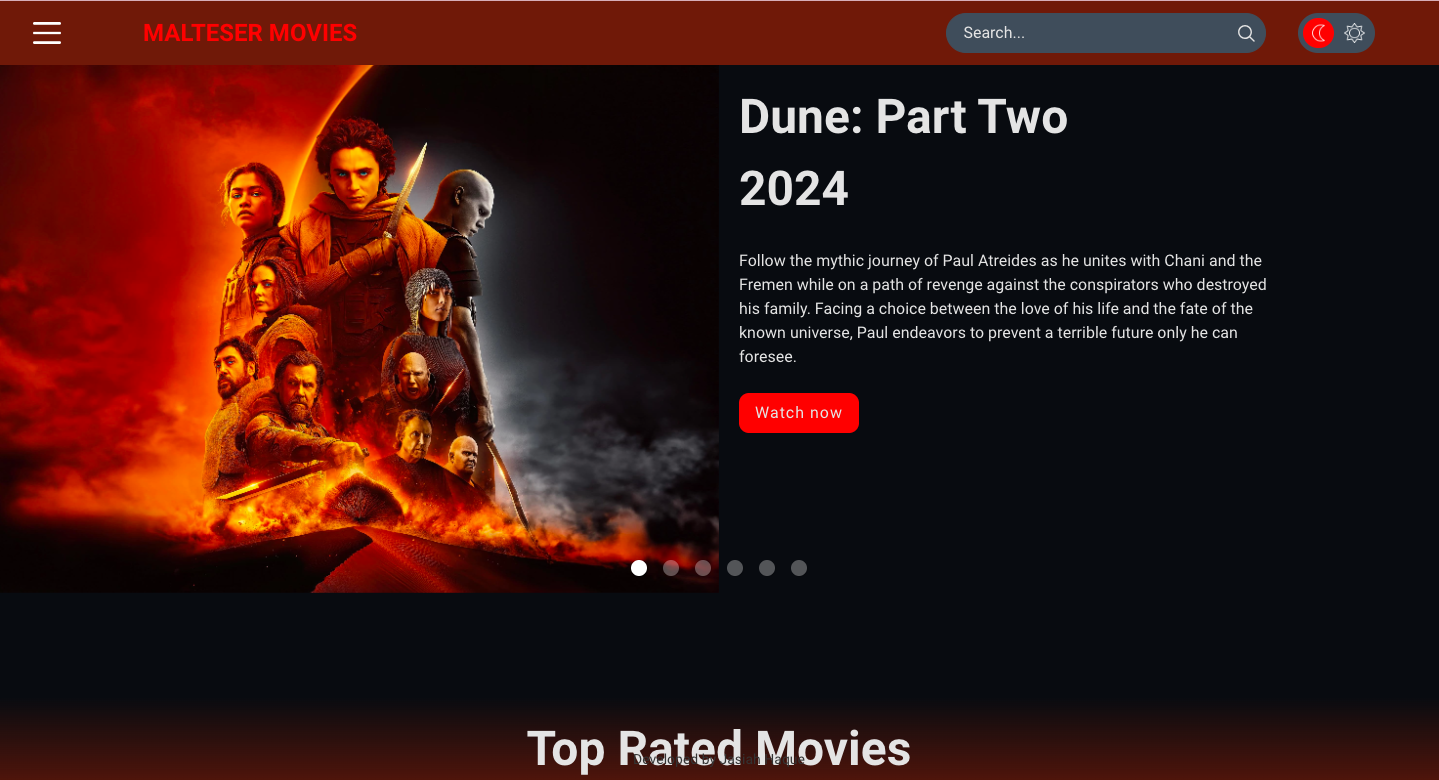 MALTESER MOVIES
Search...
Dune: Part Two
2024
Follow the mythic journey of Paul Atreides as he unites with Chani and the
Fremen while on a path of revenge against the conspirators who destroyed
his family. Facing a choice between the love of his life and the fate of the
known universe, Paul endeavors to prevent a terrible future only he can
foresee.
Watch now
Top Rated Movies
Developed by